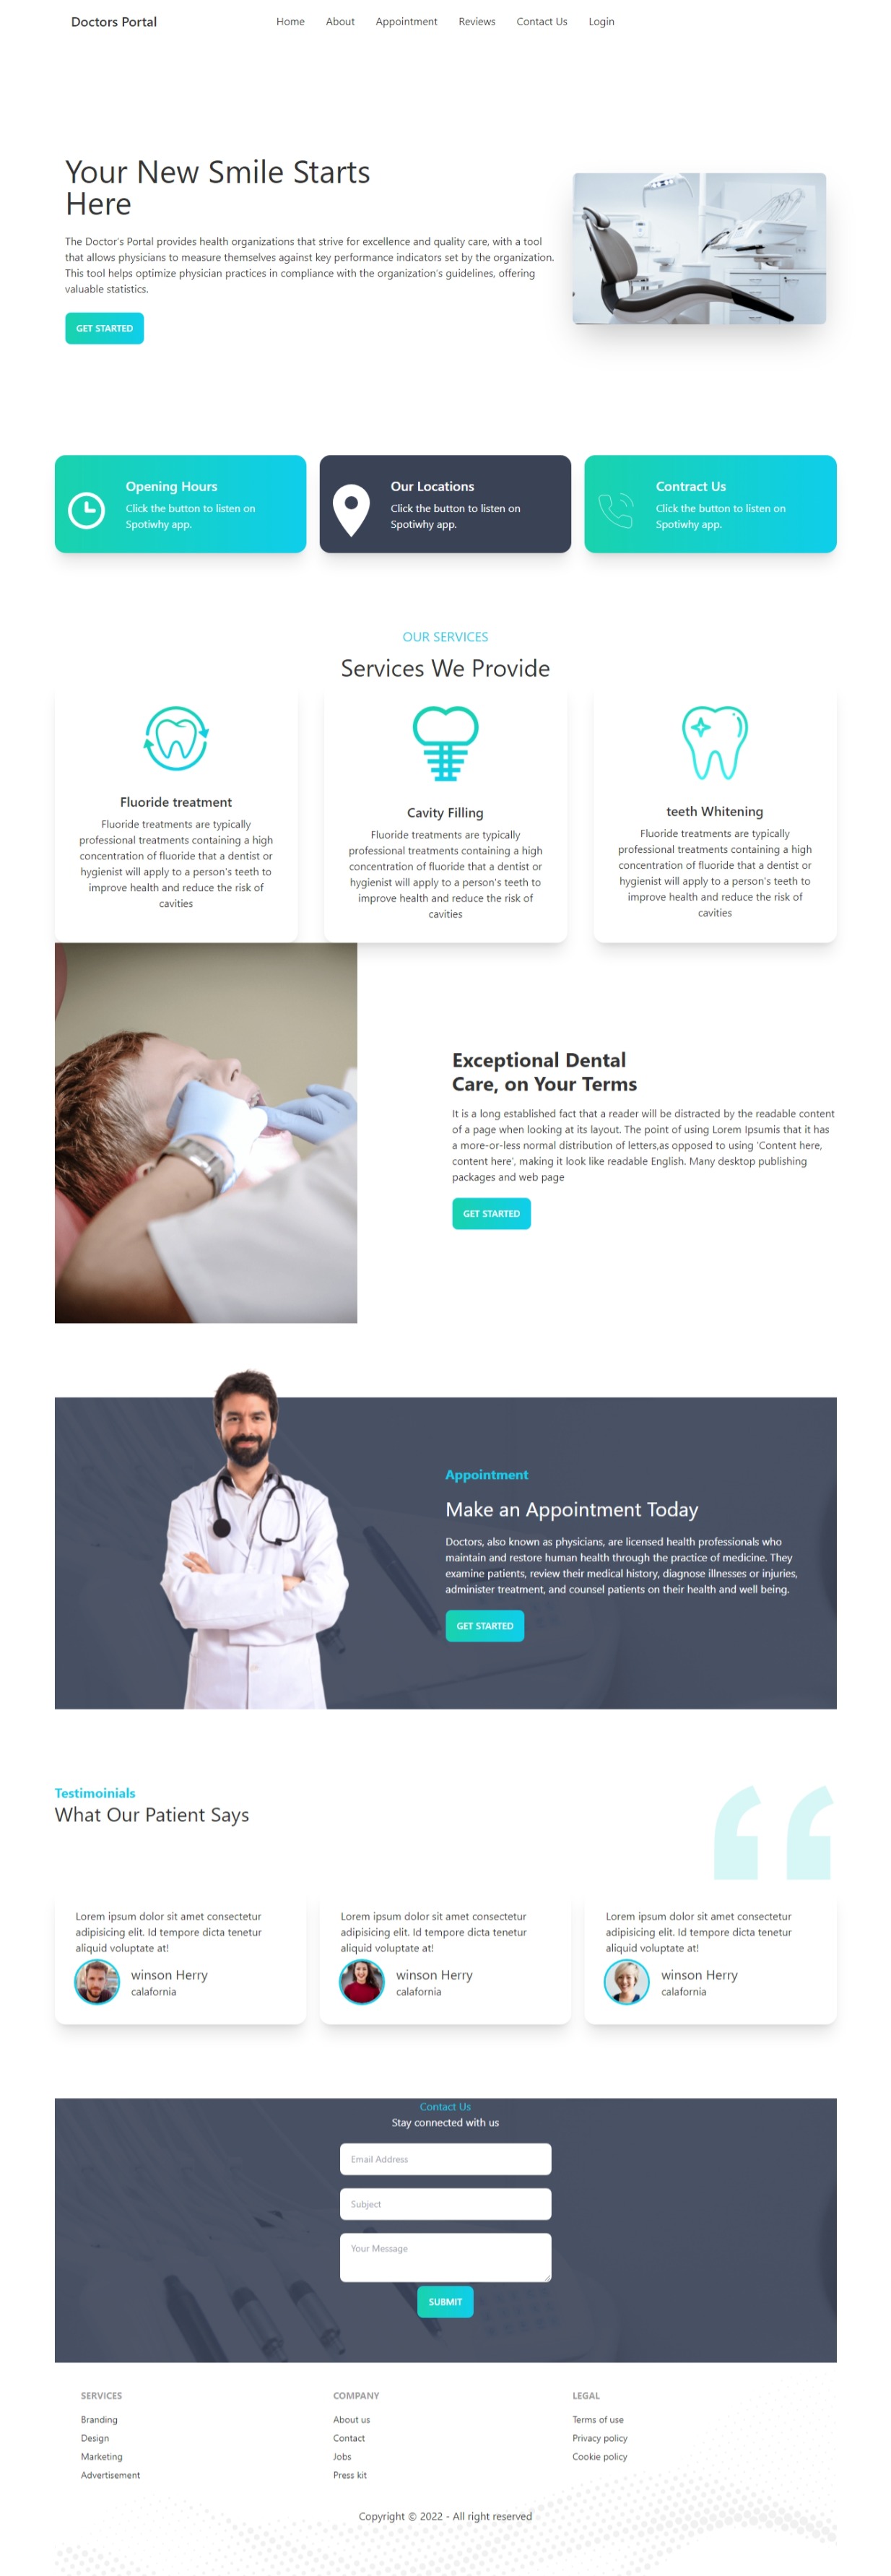 Doctors Portal
Home About Appointment Reviews Contact Us Login
Your New Smile Starts
Here
The Doctor's Portal provides health organizations that strive for excellence and quality care, with a tool
that allows physicians to measure themselves against key performance indicators set by the organization.
This tool helps optimize physician practices in compliance with the organization's guidelines, offering
valuable statistics.
GET STARTED
Opening Hours
Click the button to listen on
Spotiwhy app.
Our Locations
Click the button to listen on
Spotiwhy app.
Contract Us
Click the button to listen on
Spotiwhy app.
OUR SERVICES
Services We Provide
Fluoride treatment
Fluoride treatments are typically
professional treatments containing a high
concentration of fluoride that a dentist or
hygienist will apply to a person's teeth to
improve health and reduce the risk of
cavities
Cavity Filling
Fluoride treatments are typically
professional treatments containing a high
concentration of fluoride that a dentist or
hygienist will apply to a person's teeth to
improve health and reduce the risk of
cavities
teeth Whitening
Fluoride treatments are typically
professional treatments containing a high
concentration of fluoride that a dentist or
hygienist will apply to a person's teeth to
improve health and reduce the risk of
cavities
Exceptional Dental
Care, on Your Terms
It is a long established fact that a reader will be distracted by the readable content
of a page when looking at its layout. The point of using Lorem Ipsumis that it has
a more-or-less normal distribution of letters,as opposed to using 'Content here,
content here', making it look like readable English. Many desktop publishing
packages and web page
GET STARTED
Appointment
Make an Appointment Today
Doctors, also known as physicians, are licensed health professionals who
maintain and restore human health through the practice of medicine. They
examine patients, review their medical history, diagnose illnesses or injuries,
administer treatment, and counsel patients on their health and well being.
GET STARTED
Testimoinials
What Our Patient Says
Lorem ipsum dolor sit amet consectetur
adipisicing elit. Id tempore dicta tenetur
aliquid voluptate at!
winson Herry
calafornia
Lorem ipsum dolor sit amet consectetur
adipisicing elit. Id tempore dicta tenetur
aliquid voluptate at!
winson Herry
calafornia
Lorem ipsum dolor sit amet consectetur
adipisicing elit. Id tempore dicta tenetur
aliquid voluptate at!
winson Herry
calafornia
Contact Us
Stay connected with us
Email Address
Subject
Your Message
SUBMIT
SERVICES
Branding
Design
Marketing
Advertisement
COMPANY
About us
Contact
Jobs
Press kit
LEGAL
Terms of use
Privacy policy
Cookie policy
Copyright © 2022 - All right reserved